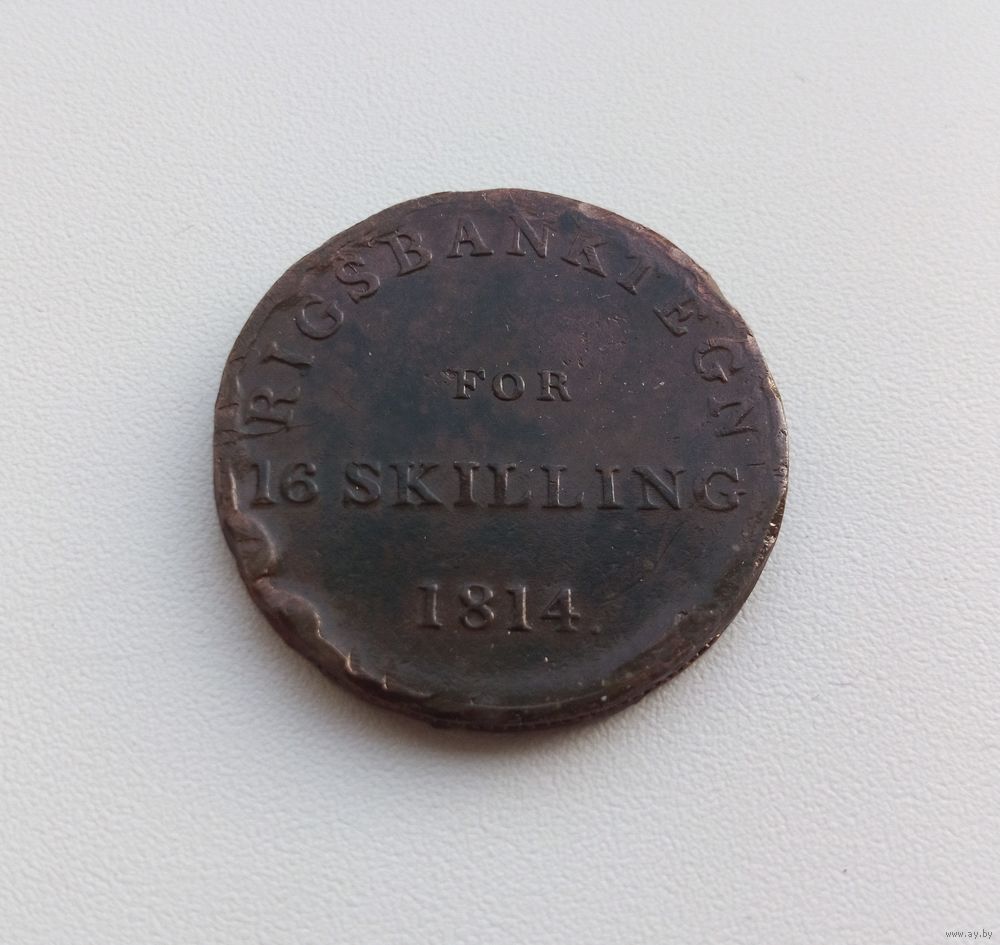 RIGSBANKTEGN
FOR
16 SKILLING
1814.
www.ay.by